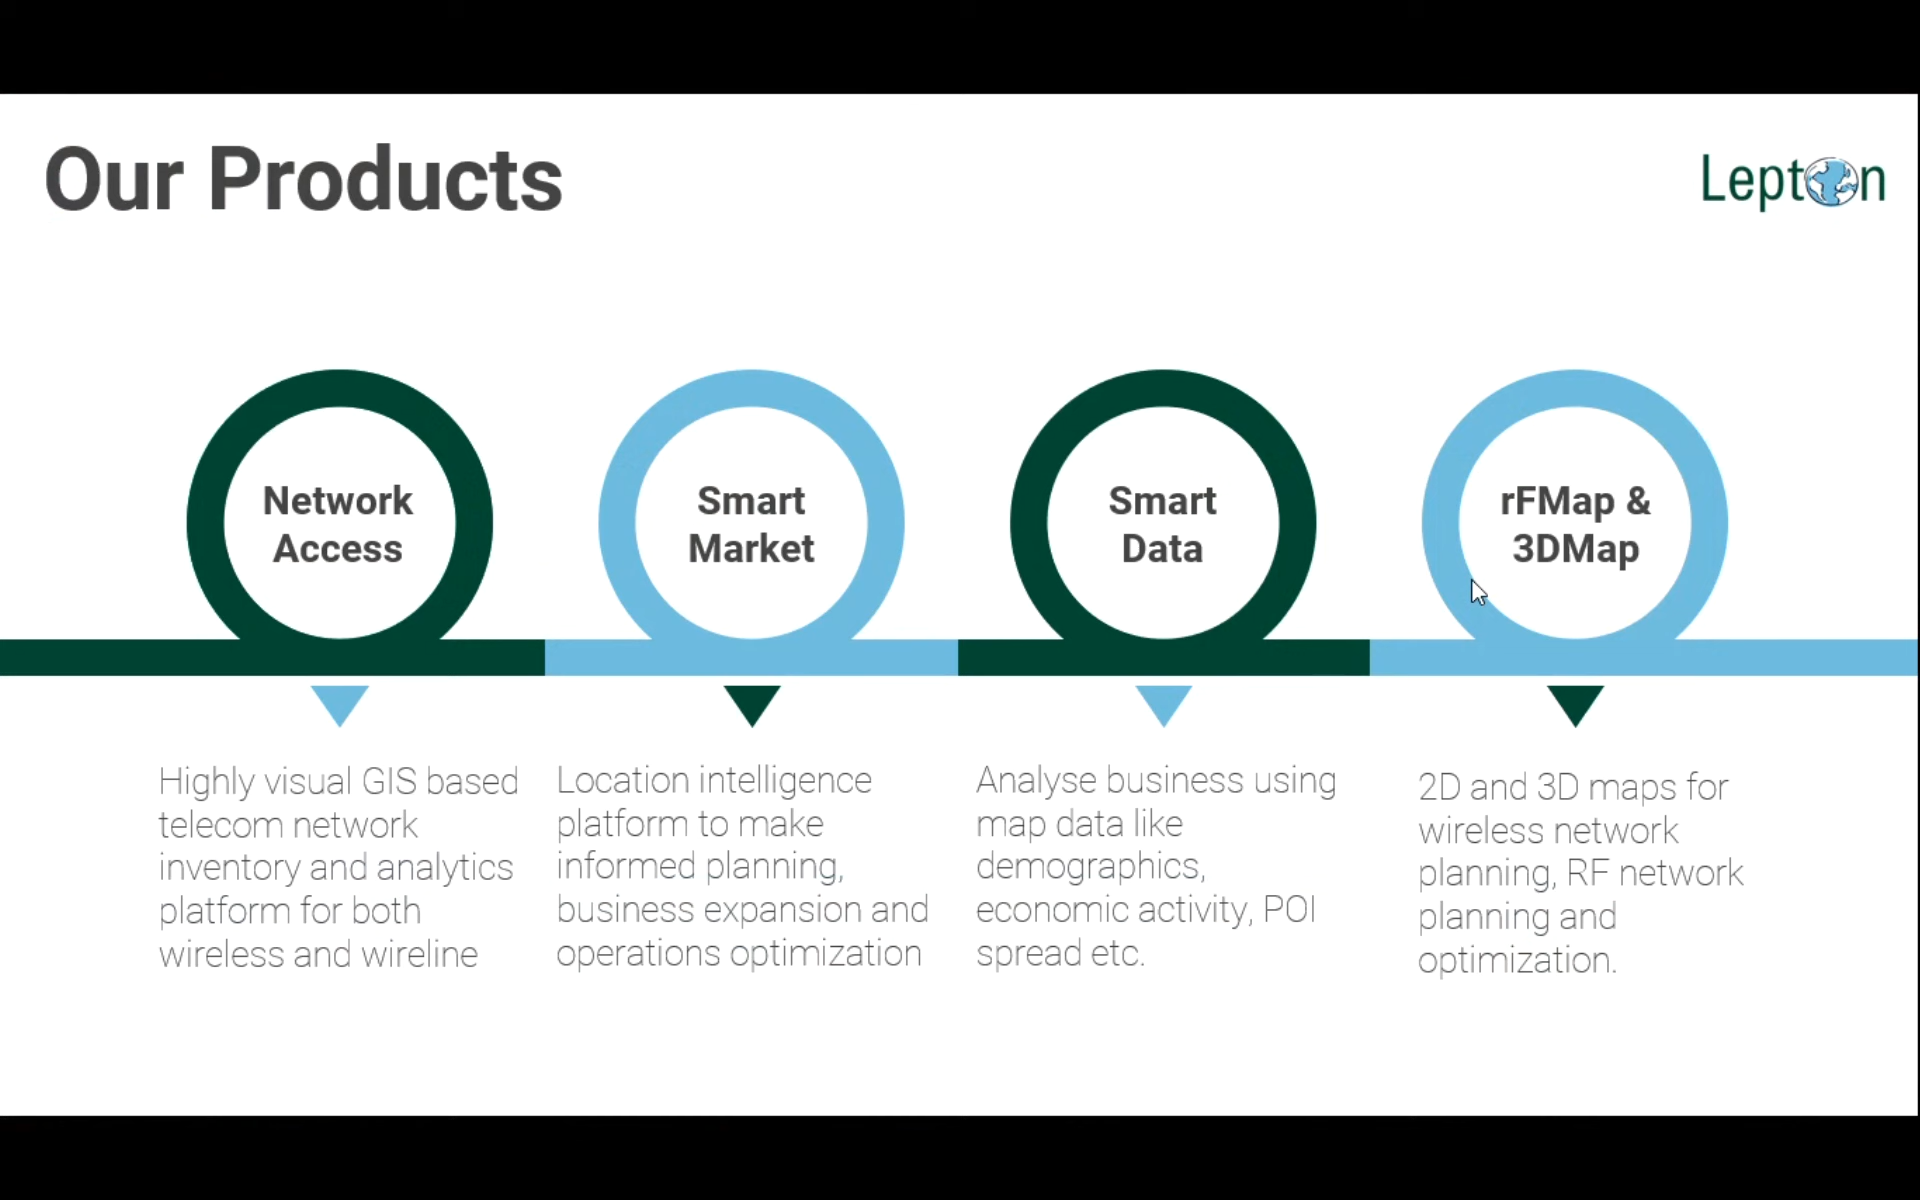 Our Products
Lepton
Network
Access
Smart
Market
Smart
Data
rFMap &
3DMap
Highly visual GIS based
telecom network
inventory and analytics
platform for both
wireless and wireline
Location intelligence
platform to make
informed planning,
business expansion and
operations optimization
Analyse business using
map data like
demographics,
economic activity, POI
spread etc.
2D and 3D maps for
wireless network
planning, RF network
planning and
optimization.